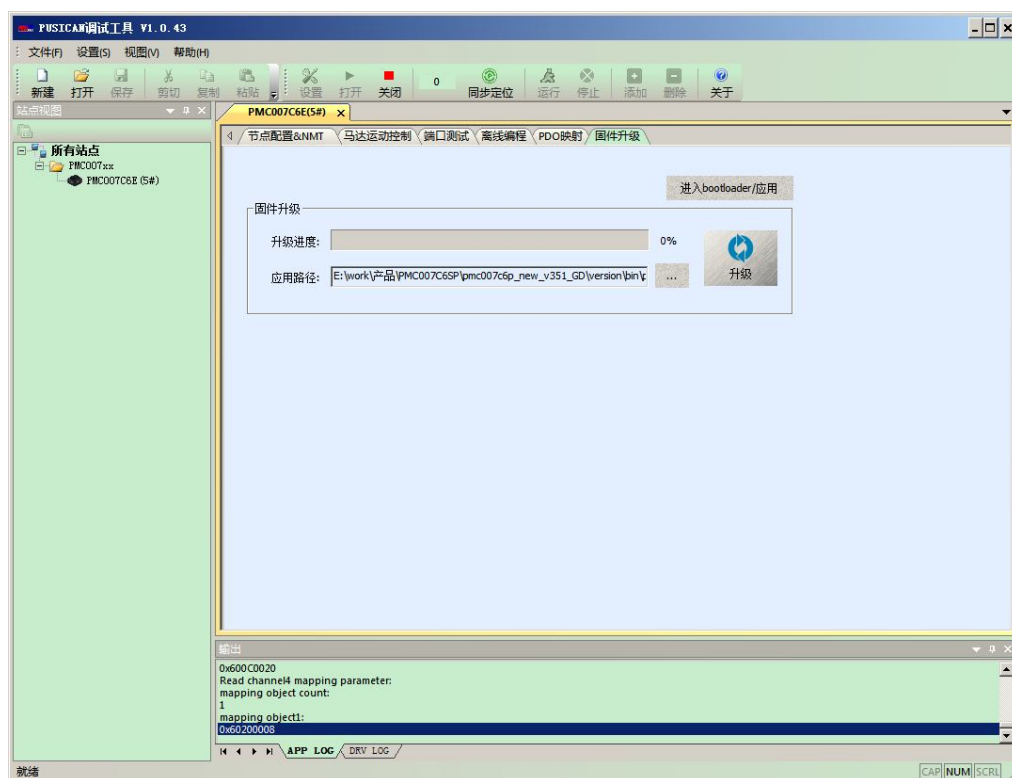 PUSICAN调试工具 V1.0.43
文件(F) 设置(S) 视图(V) 帮助(H)
新建 打开 保存 剪切 复制 粘贴 设置 打开 关闭 0 同步定位 运行 停止 添加 删除 关于
站点视图
PMC007C6E(5#)
节点配置&NMT 马达运动控制 端口测试 离线编程 PDO映射 固件升级
所有站点
PMC007xx
PMC007C6E (5#)
进入bootloader/应用
固件升级
升级进度: 0%
应用路径: E:\work\产品\PMC007C6SP\pmc007c6p_new_v351_GD\version\bin\ ...
升级
输出
0x600C0020
Read channel4 mapping parameter:
mapping object count:
1
mapping object1:
0x60200008
APP LOG DRV LOG
就绪 CAP NUM SCRL